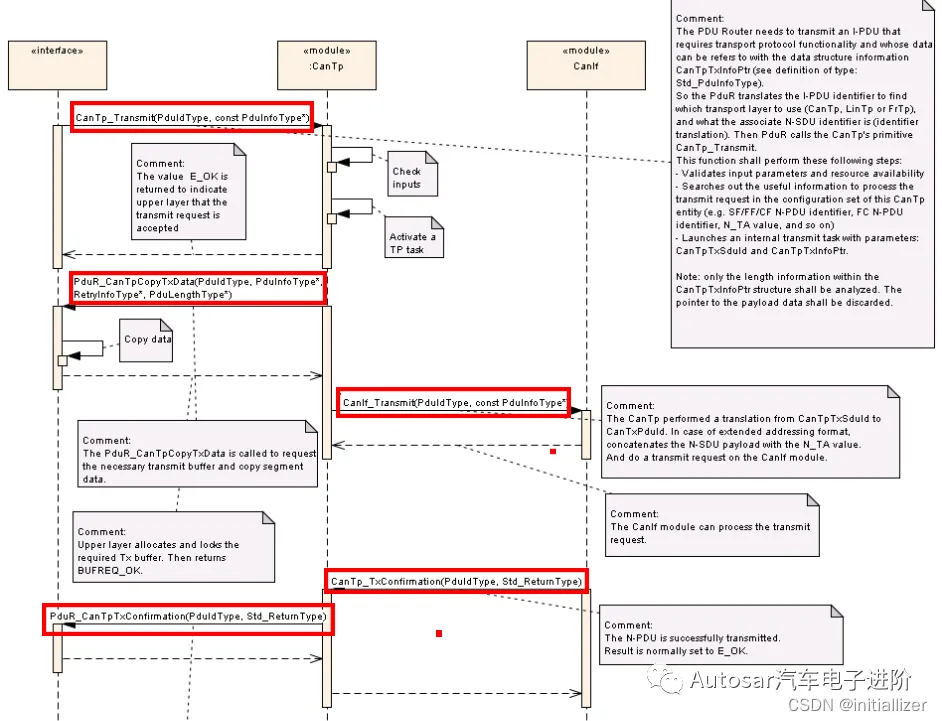 «interface»
«module»
:CanTp
«module»
CanIf
Comment:
The PDU Router needs to transmit an I-PDU that
requires transport protocol functionality and whose data
can be refers to with the data structure information
CanTpTxInfoPtr (see definition of type:
Std_PduInfoType).
So the PduR translates the I-PDU identifier to find
which transport layer to use (CanTp, LinTp or FrTp),
and what the associate N-SDU identifier is (identifier
translation). Then PduR calls the CanTp's primitive
CanTp_Transmit.
This function shall perform these following steps:
- Validates input parameters and resource availability
- Searches out the useful information to process the
transmit request in the configuration set of this CanTp
entity (e.g. SF/FF/CF N-PDU identifier, FC N-PDU
identifier, N_TA value, and so on)
- Launches an internal transmit task with parameters:
CanTpTxSduId and CanTpTxInfoPtr.
Note: only the length information within the
CanTpTxInfoPtr structure shall be analyzed. The
pointer to the payload data shall be discarded.
CanTp_Transmit(PduIdType, const PduInfoType*)
Comment:
The value E_OK is
returned to indicate
upper layer that the
transmit request is
accepted
Check
inputs
Activate a
TP task
PduR_CanTpCopyTxData(PduIdType, PduInfoType*,
RetryInfoType*, PduLengthType*)
Copy data
CanIf_Transmit(PduIdType, const PduInfoType*)
Comment:
The CanTp performed a translation from CanTpTxSduId to
CanTxPduId. In case of extended addressing format,
concatenates the N-SDU payload with the N_TA value.
And do a transmit request on the CanIf module.
Comment:
The PduR_CanTpCopyTxData is called to request
the necessary transmit buffer and copy segment
data.
Comment:
The CanIf module can process the transmit
request.
Comment:
Upper layer allocates and locks the
required Tx buffer. Then returns
BUFREQ_OK.
CanTp_TxConfirmation(PduIdType, Std_ReturnType)
PduR_CanTpTxConfirmation(PduIdType, Std_ReturnType)
Comment:
The N-PDU is successfully transmitted.
Result is normally set to E_OK.
Autosar汽车电子进阶
CSDN @initiallizer